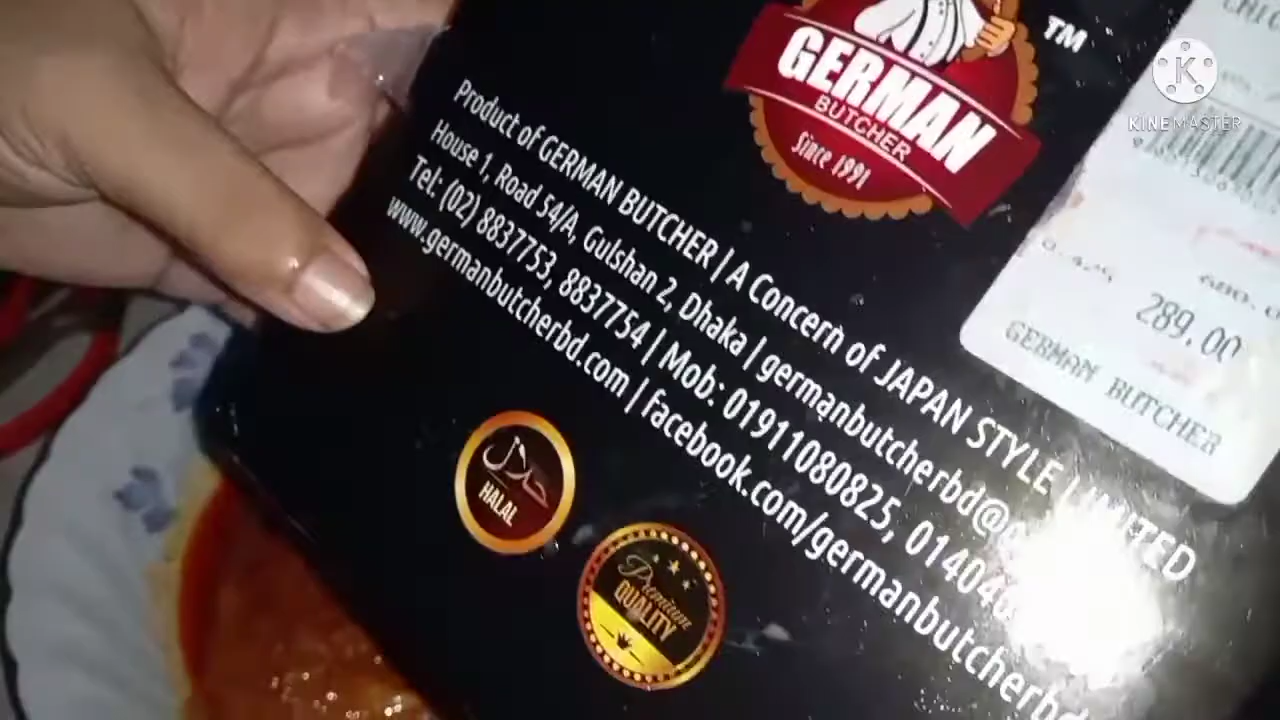 GERMAN
BUTCHER
Since 1991
TM
K
KINEMASTER
Product of GERMAN BUTCHER | A Concern of JAPAN STYLE LIMITED
House 1, Road 54/A, Gulshan 2, Dhaka | germanbutcherbd@
Tel: (02) 8837753, 8837754 | Mob: 01911080825,
www.germanbutcherbd.com | facebook.com/germanbutcherbd
289.00
GERMAN BUTCHER
حلال
HALAL
Premium
QUALITY